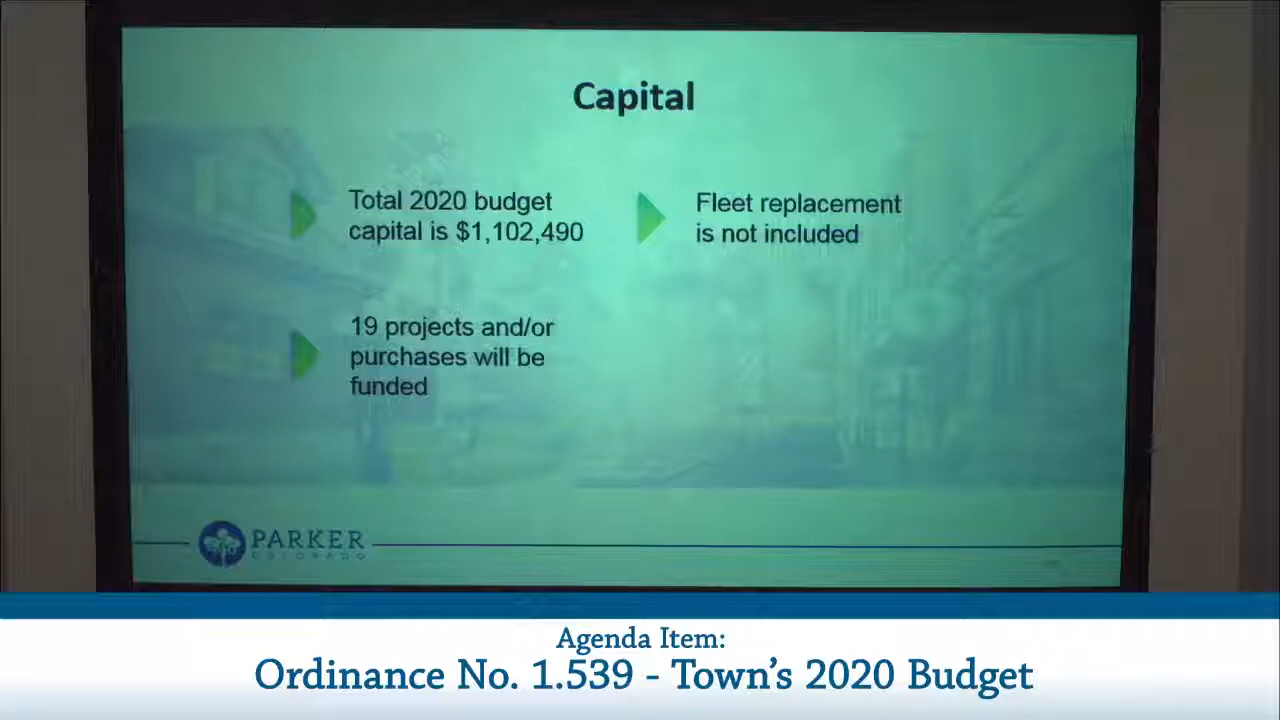 Capital
Total 2020 budget
capital is $1,102,490
Fleet replacement
is not included
19 projects and/or
purchases will be
funded
PARKER
COLORADO
Agenda Item:
Ordinance No. 1.539 - Town's 2020 Budget